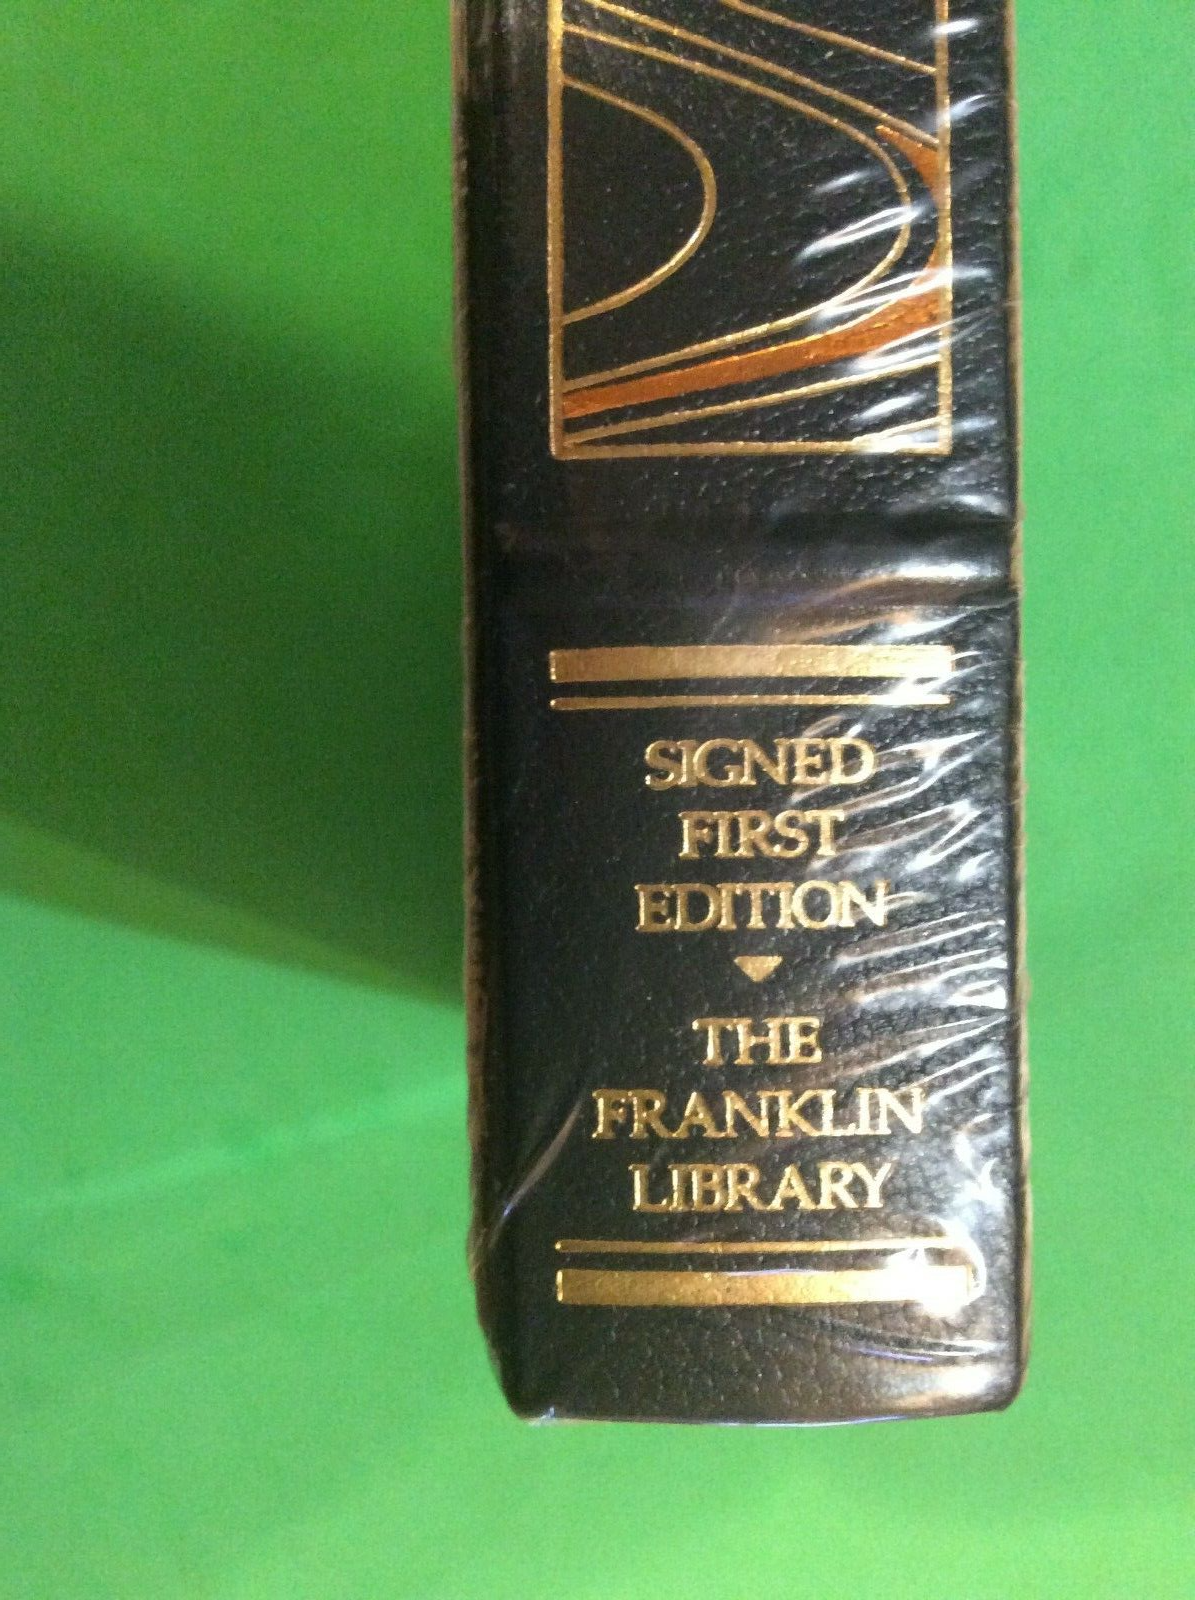 SIGNED
FIRST
EDITION
THE
FRANKLIN
LIBRARY